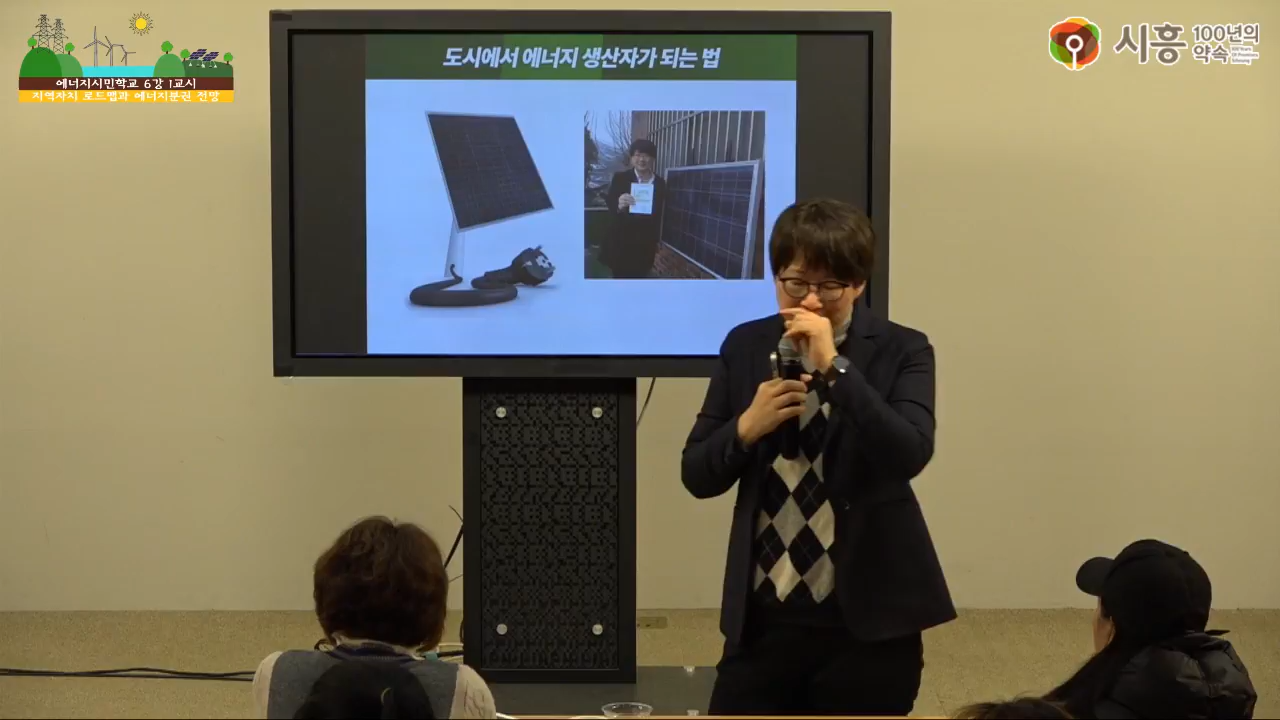 에너지시민학교 6강 1교시
지역자치 로드맵과 에너지분권 전망
도시에서 에너지 생산자가 되는 법
시흥
100년의
약속